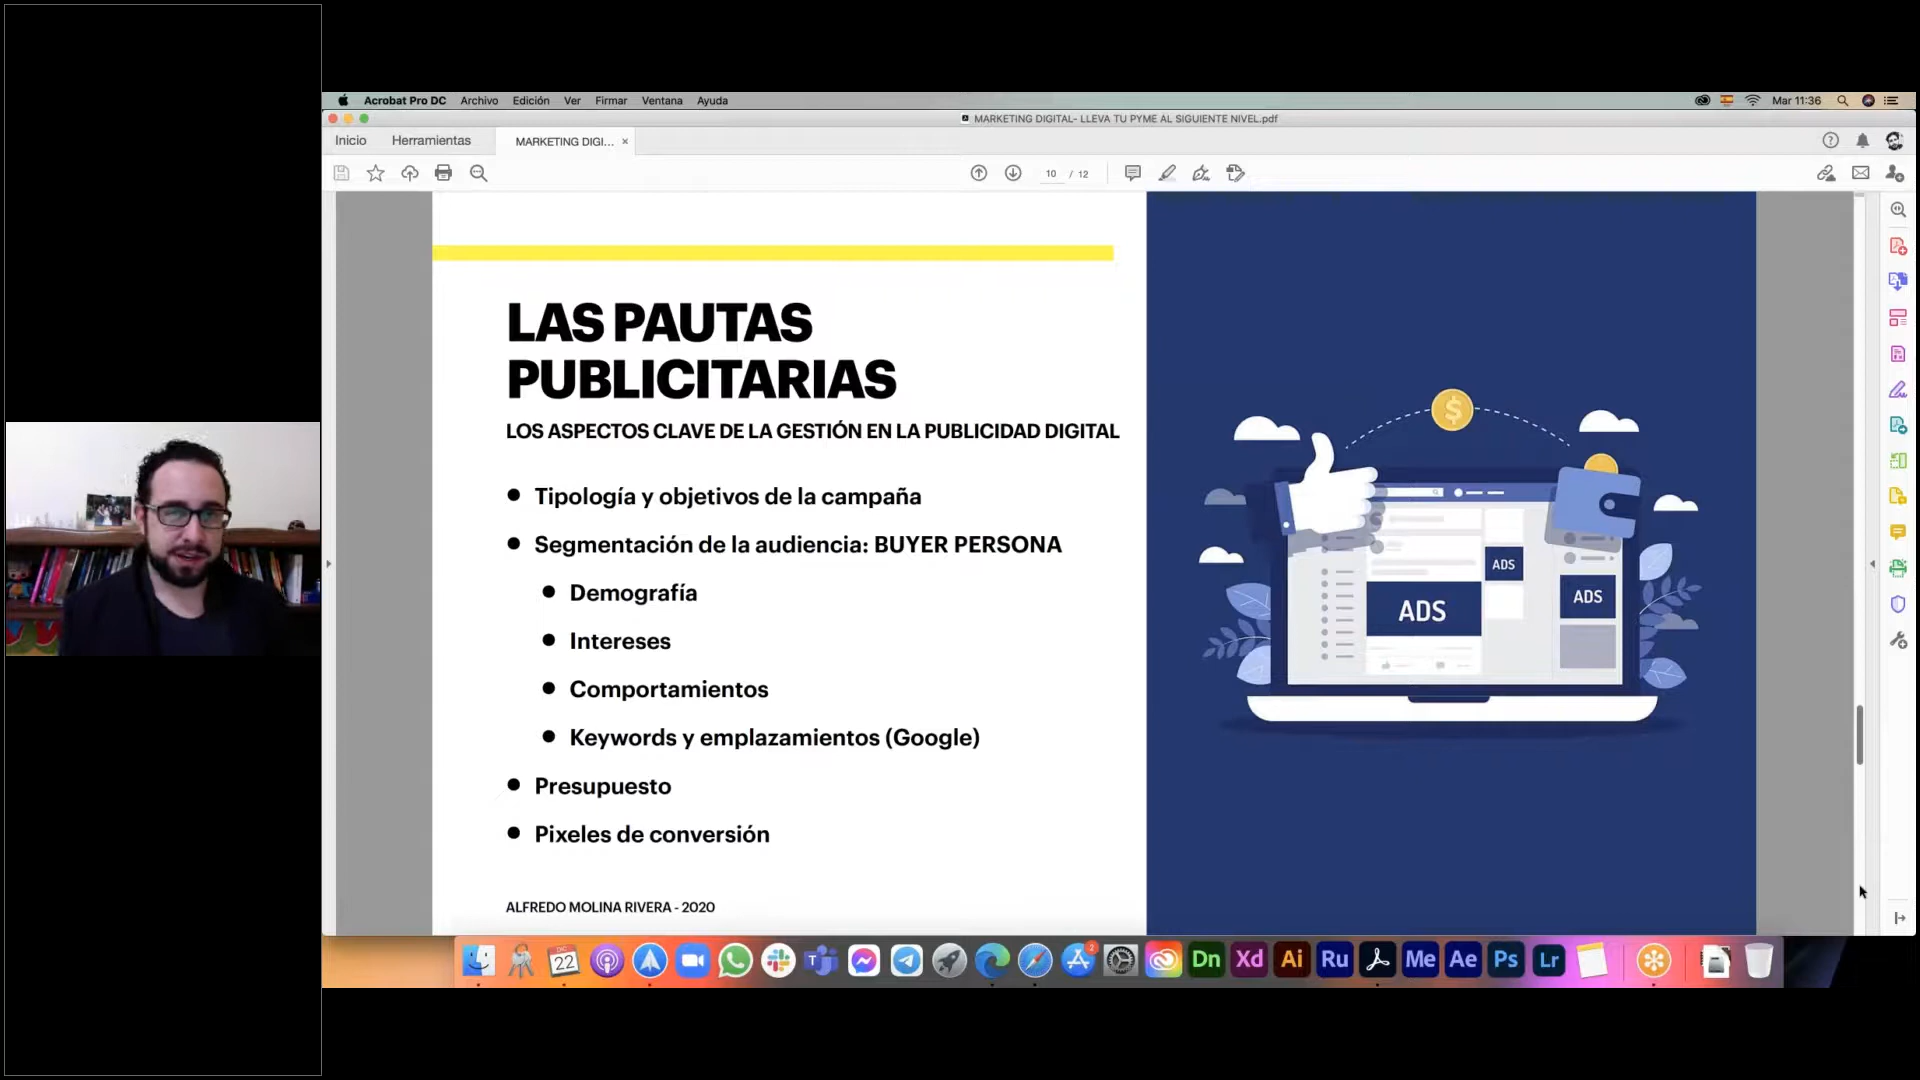 Acrobat Pro DC Archivo Edición Ver Firmar Ventana Ayuda
Mar 11:36
MARKETING DIGITAL- LLEVA TU PYME AL SIGUIENTE NIVEL.pdf
Inicio Herramientas MARKETING DIGI... ×
10 / 12
LAS PAUTAS
PUBLICITARIAS
LOS ASPECTOS CLAVE DE LA GESTIÓN EN LA PUBLICIDAD DIGITAL
● Tipología y objetivos de la campaña
● Segmentación de la audiencia: BUYER PERSONA
● Demografía
● Intereses
● Comportamientos
● Keywords y emplazamientos (Google)
● Presupuesto
● Pixeles de conversión
ALFREDO MOLINA RIVERA - 2020
$
ADS
ADS
ADS
DIC
22
T
2
Dn Xd Ai Ru Me Ae Ps Lr